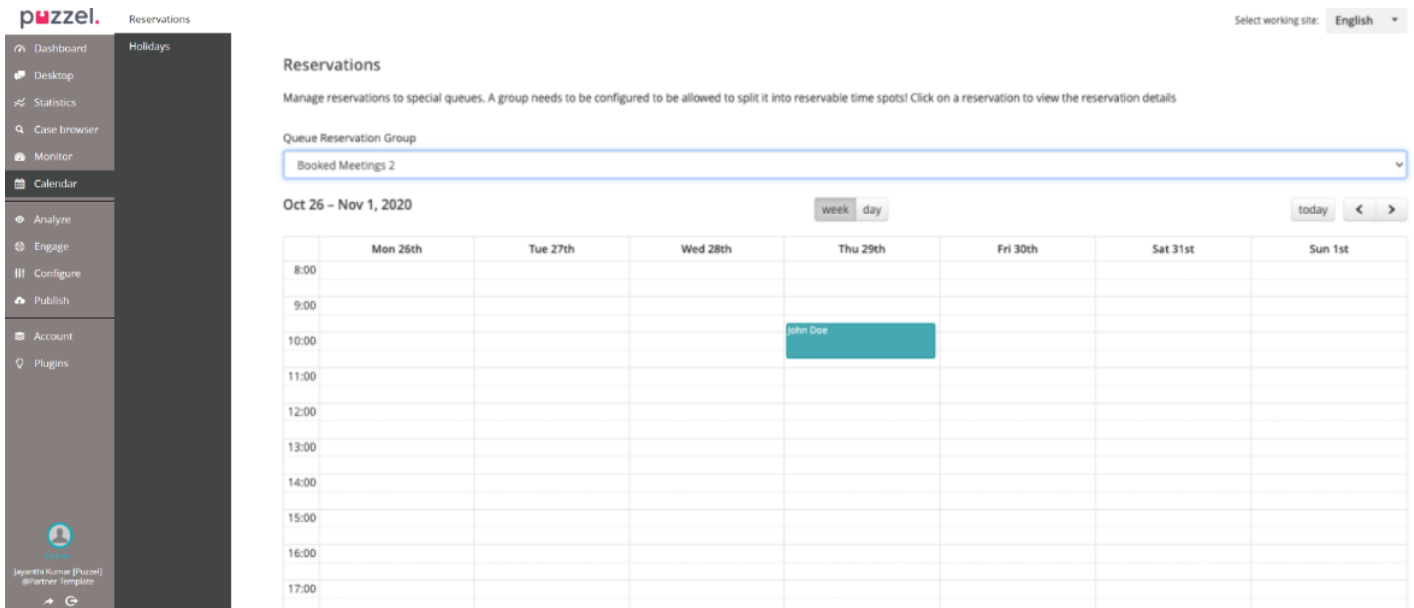 puzzel.
Reservations
Holidays
Dashboard
Desktop
Statistics
Case browser
Monitor
Calendar
Analyze
Engage
Configure
Publish
Account
Plugins
Jayanthi Kumar [Puzzel]
@Partner Template
Select working site: English
Reservations
Manage reservations to special queues. A group needs to be configured to be allowed to split it into reservable time spots! Click on a reservation to view the reservation details
Queue Reservation Group
Booked Meetings 2
Oct 26 – Nov 1, 2020
week day
today
Mon 26th Tue 27th Wed 28th Thu 29th Fri 30th Sat 31st Sun 1st
8:00
9:00
John Doe
10:00
11:00
12:00
13:00
14:00
15:00
16:00
17:00